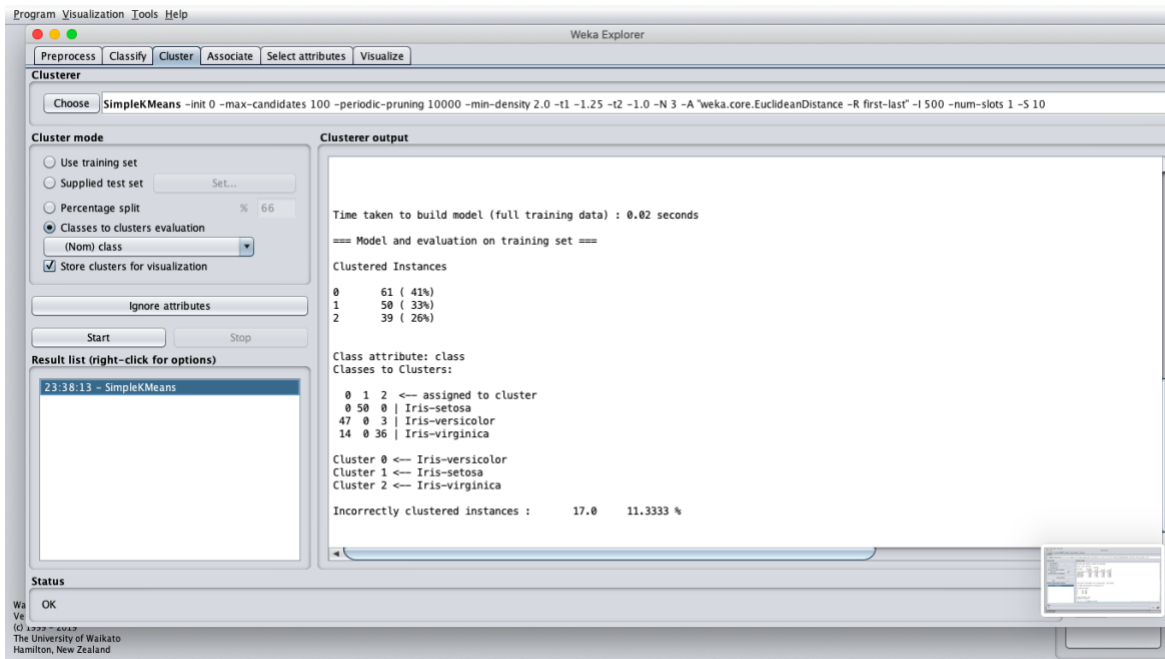 Program Visualization Tools Help
Weka Explorer
Preprocess Classify Cluster Associate Select attributes Visualize
Clusterer
Choose SimpleKMeans -init 0 -max-candidates 100 -periodic-pruning 10000 -min-density 2.0 -t1 -1.25 -t2 -1.0 -N 3 -A "weka.core.EuclideanDistance -R first-last" -I 500 -num-slots 1 -S 10
Cluster mode
Use training set
Supplied test set Set...
Percentage split % 66
Classes to clusters evaluation
(Nom) class
Store clusters for visualization
Ignore attributes
Start Stop
Result list (right-click for options)
23:38:13 - SimpleKMeans
Clusterer output
Time taken to build model (full training data) : 0.02 seconds
=== Model and evaluation on training set ===
Clustered Instances
0 61 ( 41%)
1 50 ( 33%)
2 39 ( 26%)
Class attribute: class
Classes to Clusters:
0 1 2 <-- assigned to cluster
0 50 0 | Iris-setosa
47 0 3 | Iris-versicolor
14 0 36 | Iris-virginica
Cluster 0 <-- Iris-versicolor
Cluster 1 <-- Iris-setosa
Cluster 2 <-- Iris-virginica
Incorrectly clustered instances : 17.0 11.3333 %
Status
OK
Wa
Ve
(c) 1999 - 2019
The University of Waikato
Hamilton, New Zealand